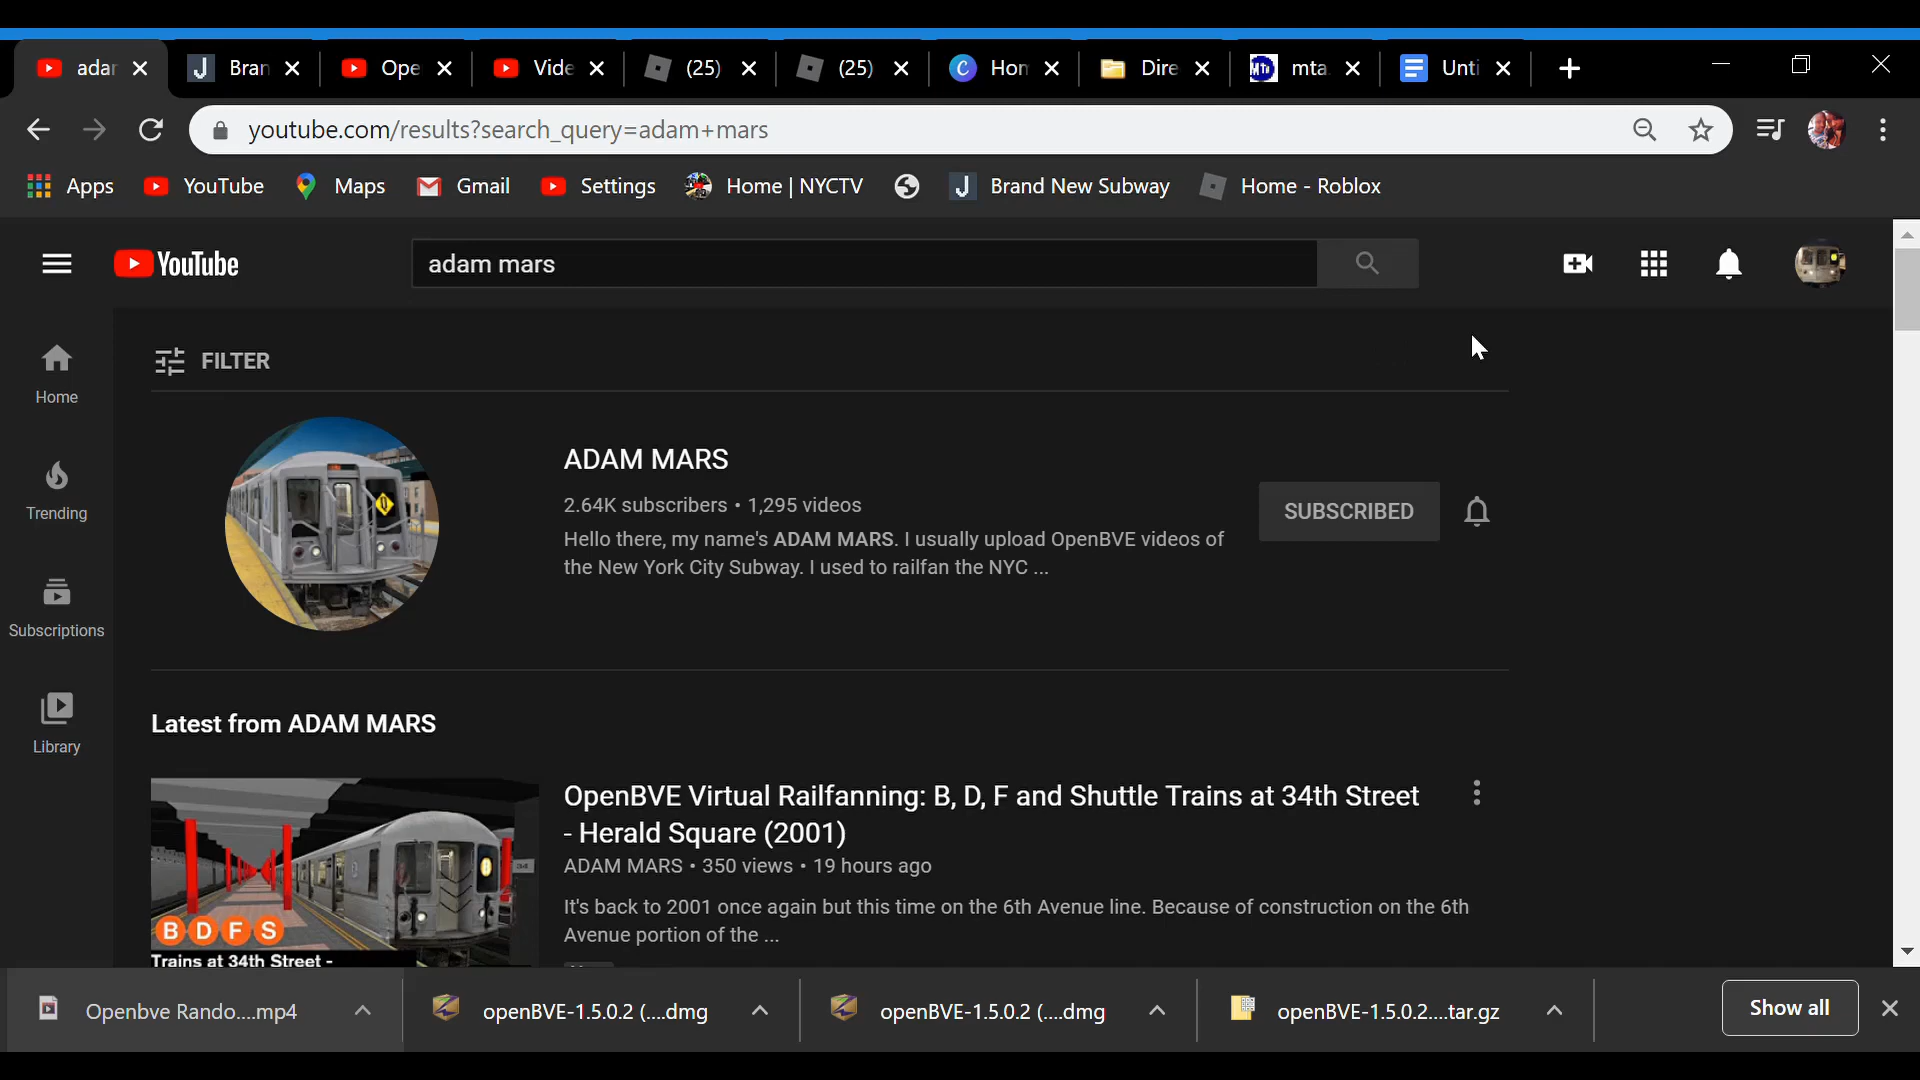 adar
Bran
Ope
Vide
(25)
(25)
Hon
Dire
mta
Unti
youtube.com/results?search_query=adam+mars
Apps
YouTube
Maps
Gmail
Settings
Home | NYCTV
Brand New Subway
Home - Roblox
YouTube
adam mars
Home
Trending
Subscriptions
Library
FILTER
ADAM MARS
2.64K subscribers • 1,295 videos
Hello there, my name's ADAM MARS. I usually upload OpenBVE videos of
the New York City Subway. I used to railfan the NYC ...
SUBSCRIBED
Latest from ADAM MARS
B D F S
Trains at 34th Street -
OpenBVE Virtual Railfanning: B, D, F and Shuttle Trains at 34th Street
- Herald Square (2001)
ADAM MARS • 350 views • 19 hours ago
It's back to 2001 once again but this time on the 6th Avenue line. Because of construction on the 6th
Avenue portion of the ...
Openbve Rando....mp4
openBVE-1.5.0.2 (....dmg
openBVE-1.5.0.2 (....dmg
openBVE-1.5.0.2....tar.gz
Show all